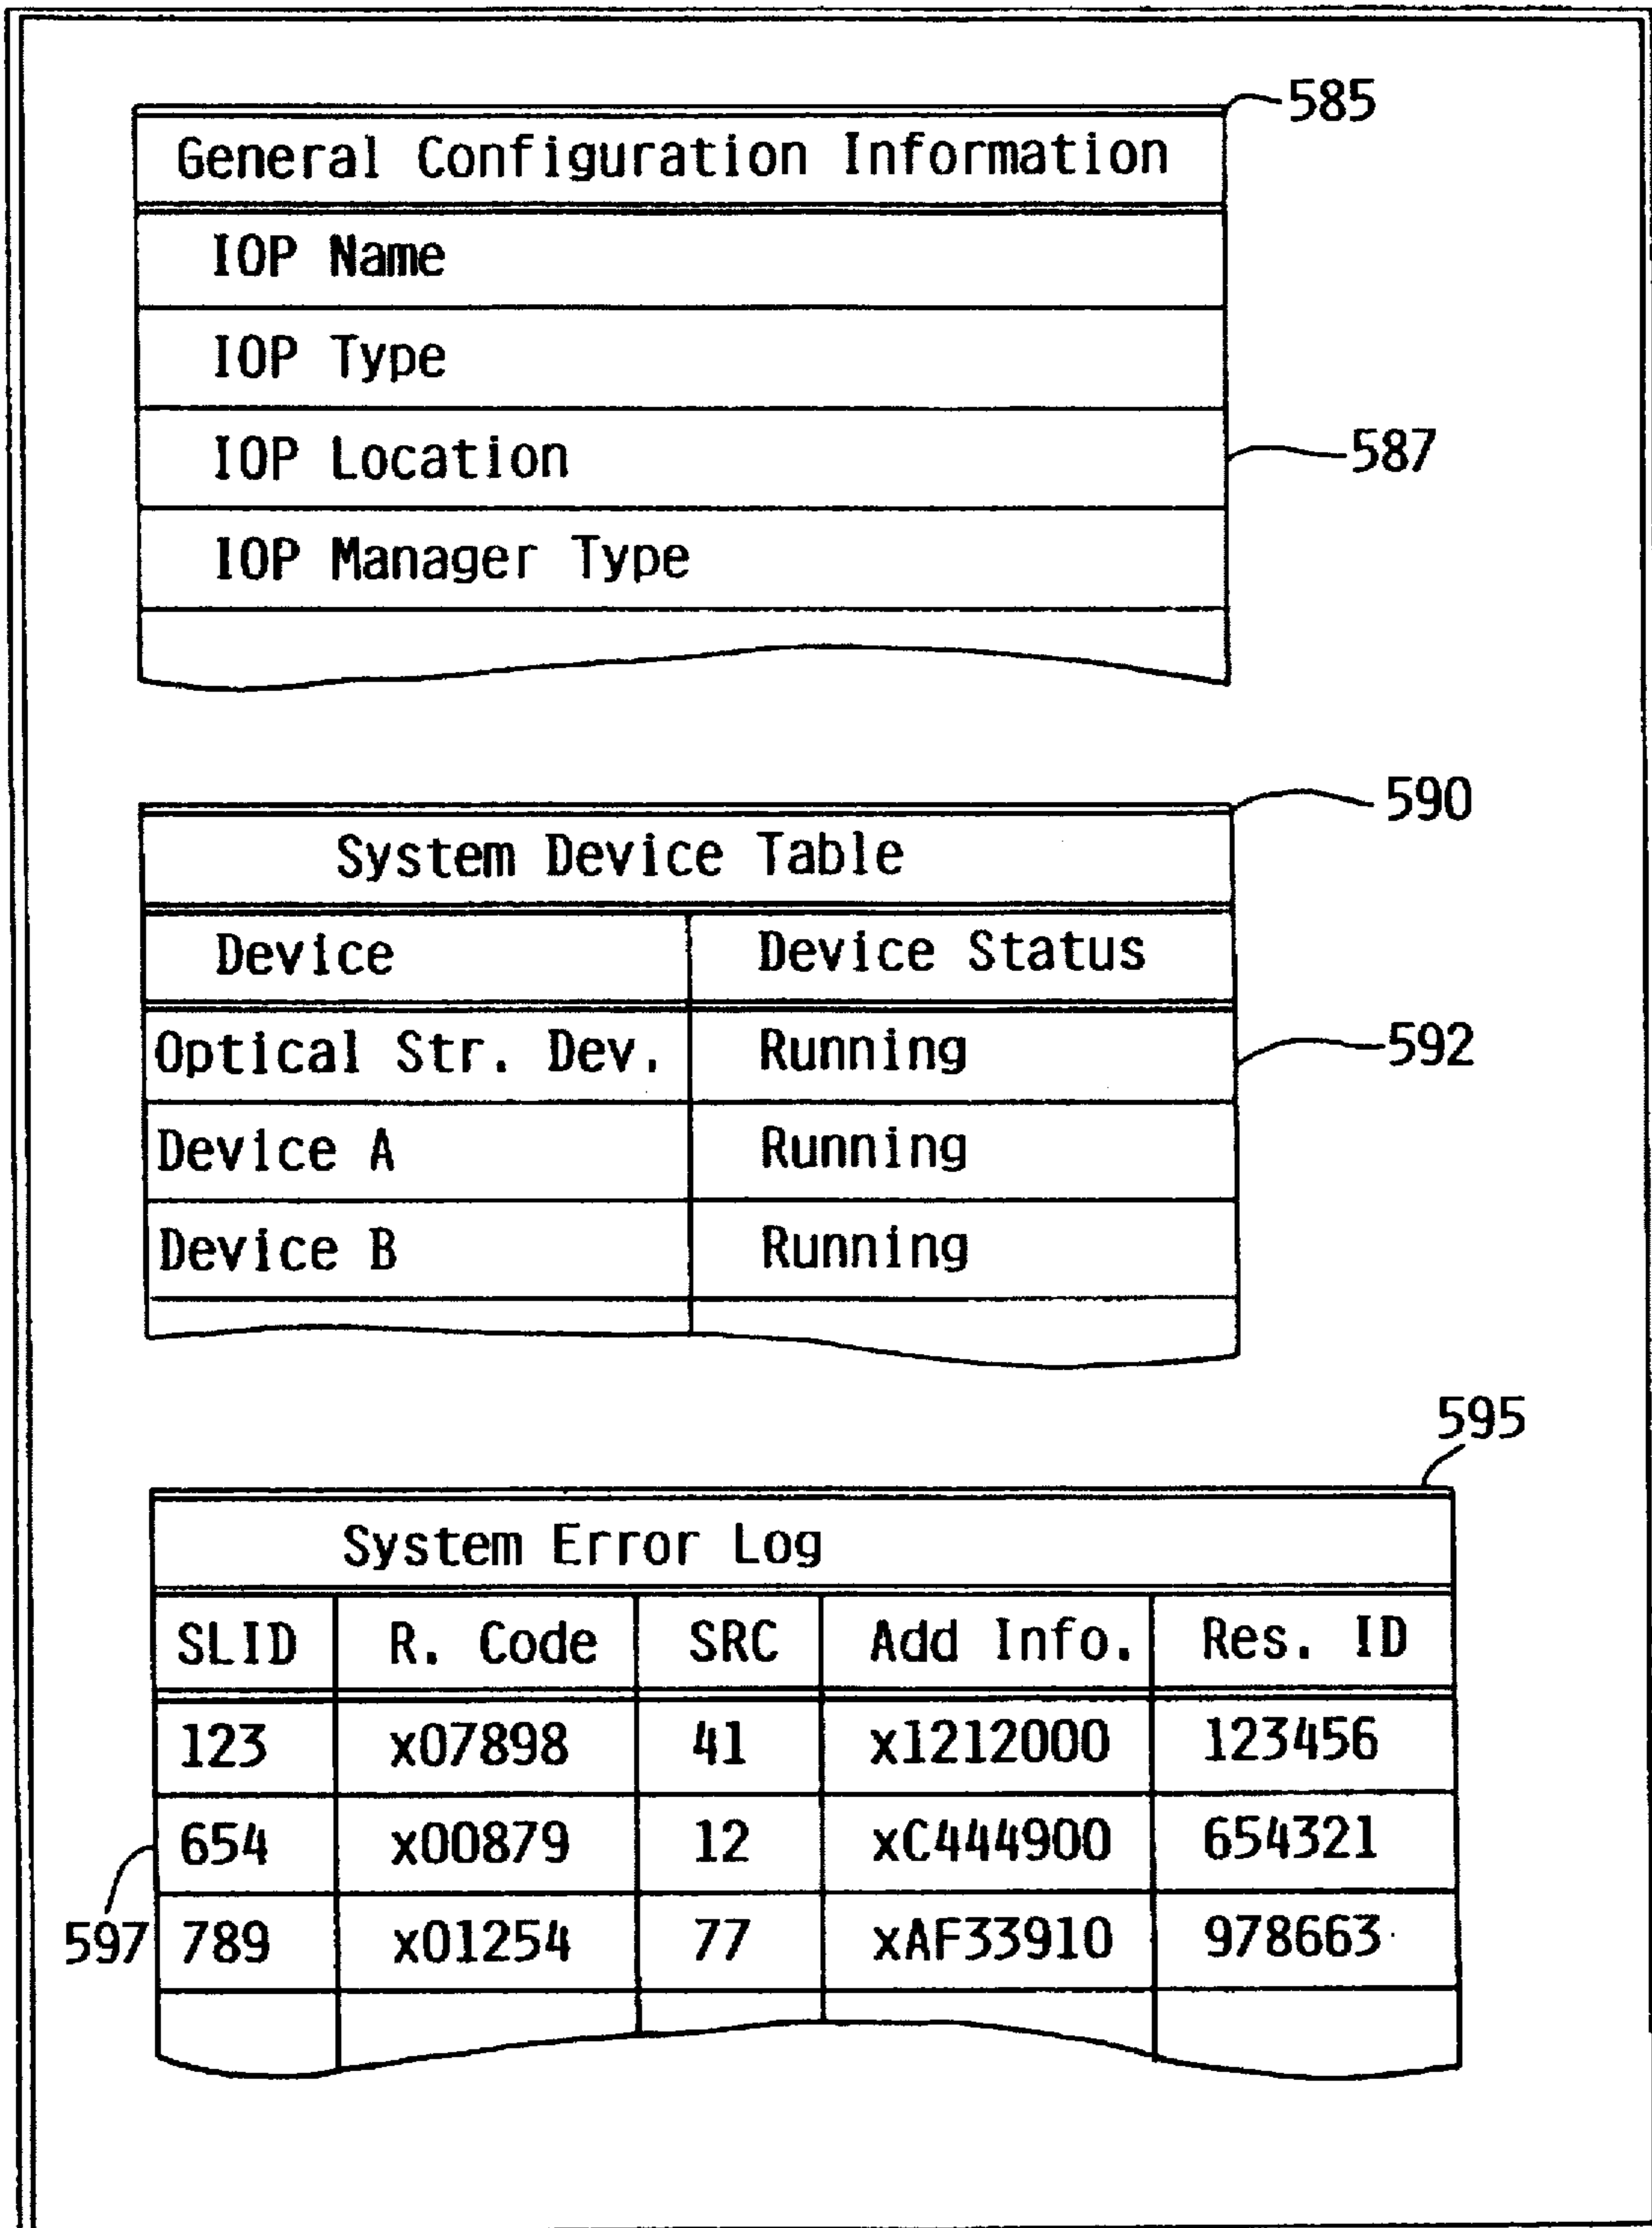 585
General Configuration Information
IOP Name
IOP Type
IOP Location
587
IOP Manager Type
590
System Device Table
Device Device Status
Optical Str. Dev. Running
592
Device A Running
Device B Running
595
System Error Log
SLID R. Code SRC Add Info. Res. ID
123 x07898 41 x1212000 123456
654 x00879 12 xC444900 654321
597
789 x01254 77 xAF33910 978663